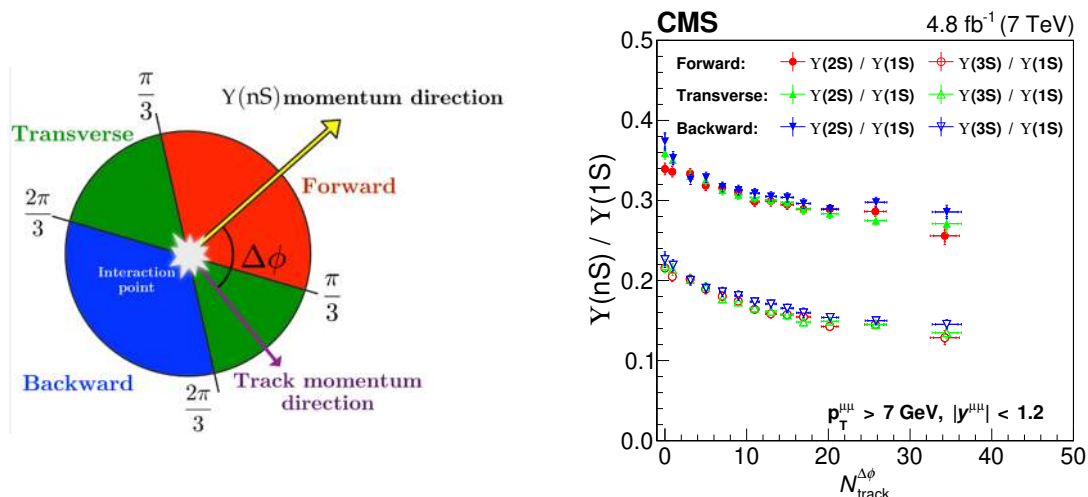 π/3
Υ(nS) momentum direction
Transverse
Forward
2π/3
Δϕ
Interaction
point
π/3
Backward
2π/3
Track momentum
direction
CMS 4.8 fb⁻¹ (7 TeV)
Forward: Υ(2S) / Υ(1S) Υ(3S) / Υ(1S)
Transverse: Υ(2S) / Υ(1S) Υ(3S) / Υ(1S)
Backward: Υ(2S) / Υ(1S) Υ(3S) / Υ(1S)
Υ(nS) / Υ(1S)
0.5
0.4
0.3
0.2
0.1
0.0
p_T^μμ > 7 GeV, |y^μμ| < 1.2
0 10 20 30 40 50
N_track^Δϕ